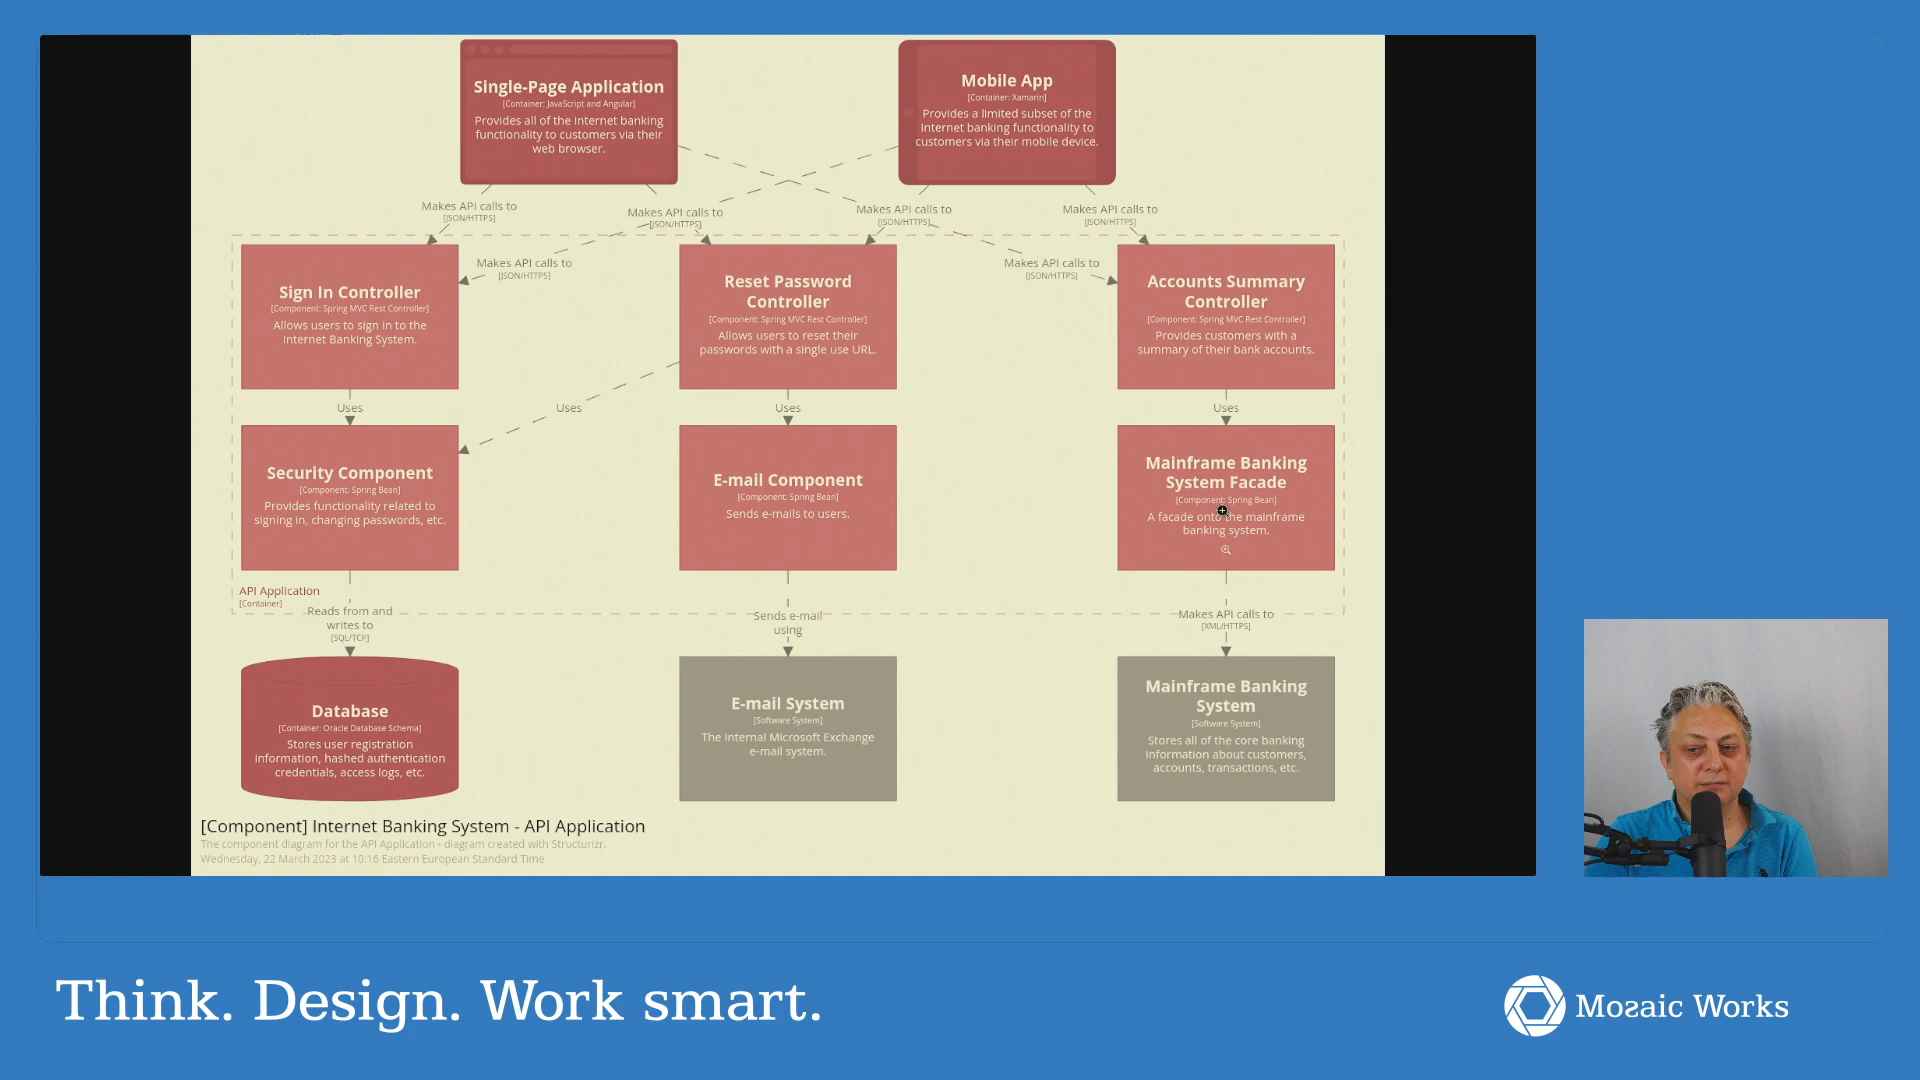 Single-Page Application
[Container: JavaScript and Angular]
Provides all of the Internet banking
functionality to customers via their
web browser.
Mobile App
[Container: Xamarin]
Provides a limited subset of the
Internet banking functionality to
customers via their mobile device.
Makes API calls to
[JSON/HTTPS]
Makes API calls to
[JSON/HTTPS]
Makes API calls to
[JSON/HTTPS]
Makes API calls to
[JSON/HTTPS]
Makes API calls to
[JSON/HTTPS]
Makes API calls to
[JSON/HTTPS]
Sign In Controller
[Component: Spring MVC Rest Controller]
Allows users to sign in to the
Internet Banking System.
Reset Password
Controller
[Component: Spring MVC Rest Controller]
Allows users to reset their
passwords with a single use URL.
Accounts Summary
Controller
[Component: Spring MVC Rest Controller]
Provides customers with a
summary of their bank accounts.
Uses
Uses
Uses
Uses
Security Component
[Component: Spring Bean]
Provides functionality related to
signing in, changing passwords, etc.
E-mail Component
[Component: Spring Bean]
Sends e-mails to users.
Mainframe Banking
System Facade
[Component: Spring Bean]
A facade onto the mainframe
banking system.
API Application
[Container]
Reads from and
writes to
[SQL/TCP]
Sends e-mail
using
Makes API calls to
[XML/HTTPS]
Database
[Container: Oracle Database Schema]
Stores user registration
information, hashed authentication
credentials, access logs, etc.
E-mail System
[Software System]
The internal Microsoft Exchange
e-mail system.
Mainframe Banking
System
[Software System]
Stores all of the core banking
information about customers,
accounts, transactions, etc.
[Component] Internet Banking System - API Application
The component diagram for the API Application - diagram created with Structurizr.
Wednesday, 22 March 2023 at 10:16 Eastern European Standard Time
Think. Design. Work smart.
Mozaic Works